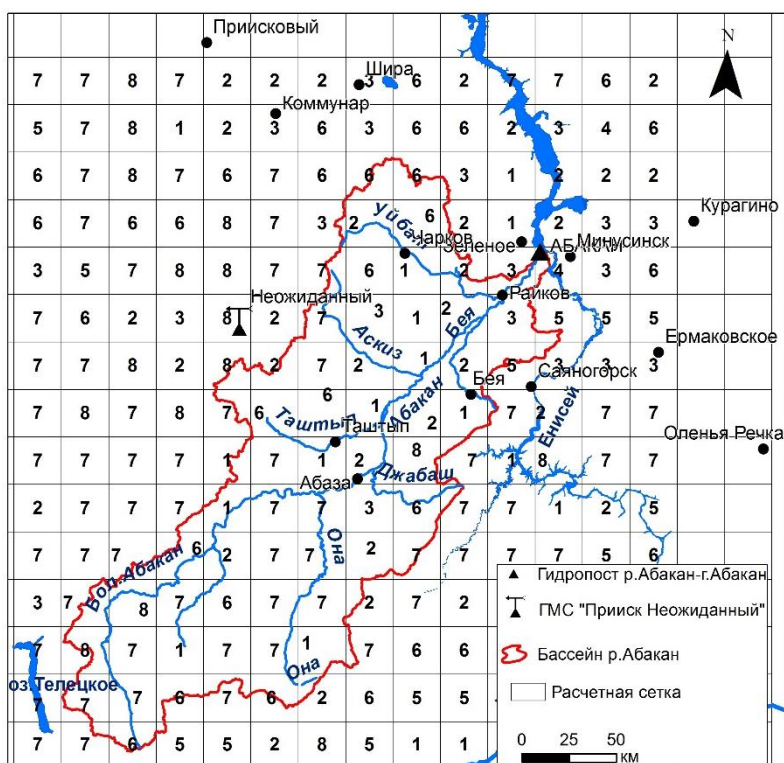 Приисковый
N
Шира
7 7 8 7 2 2 2 3 6 2 7 7 6 2
Коммунар
5 7 8 1 2 3 6 3 6 6 2 3 4 6
6 7 8 7 6 7 6 6 6 3 1 2 2 2
Курагино
6 7 6 6 8 7 3 2 6 2 1 2 3 3
Уйбат
Чарков
Зеленое
АБАКАН
Минусинск
3 5 7 8 8 7 7 6 1 2 3 4 3 6
Неожиданный
Райков
7 6 2 3 8 2 7 3 1 2 3 5 5 5
Бея
Аскиз
Ермаковское
7 7 8 2 8 2 7 2 1 2 5 3 3 3
Бея
Саяногорск
Абакан
7 8 7 8 7 6 6 1 2 1 7 2 7 7
Таштып
Таштып
Енисей
Оленья Речка
7 7 7 7 1 7 1 2 8 7 1 8 7 7
Абаза
Джабаш
2 7 7 7 1 7 7 3 6 7 7 1 2 5
Она
7 7 7 6 2 7 7 2 7 7 7 7 5 6
Бол.Абакан
3 7 8 7 6 7 7 2 7 2
7 8 7 1 7 7 1 7 6 6
Она
оз.Телецкое
7 7 7 6 7 6 2 6 5 5
7 7 6 5 5 2 8 5 1 1
Гидропост р.Абакан-г.Абакан
ГМС "Прииск Неожиданный"
Бассейн р.Абакан
Расчетная сетка
0 25 50
КМ